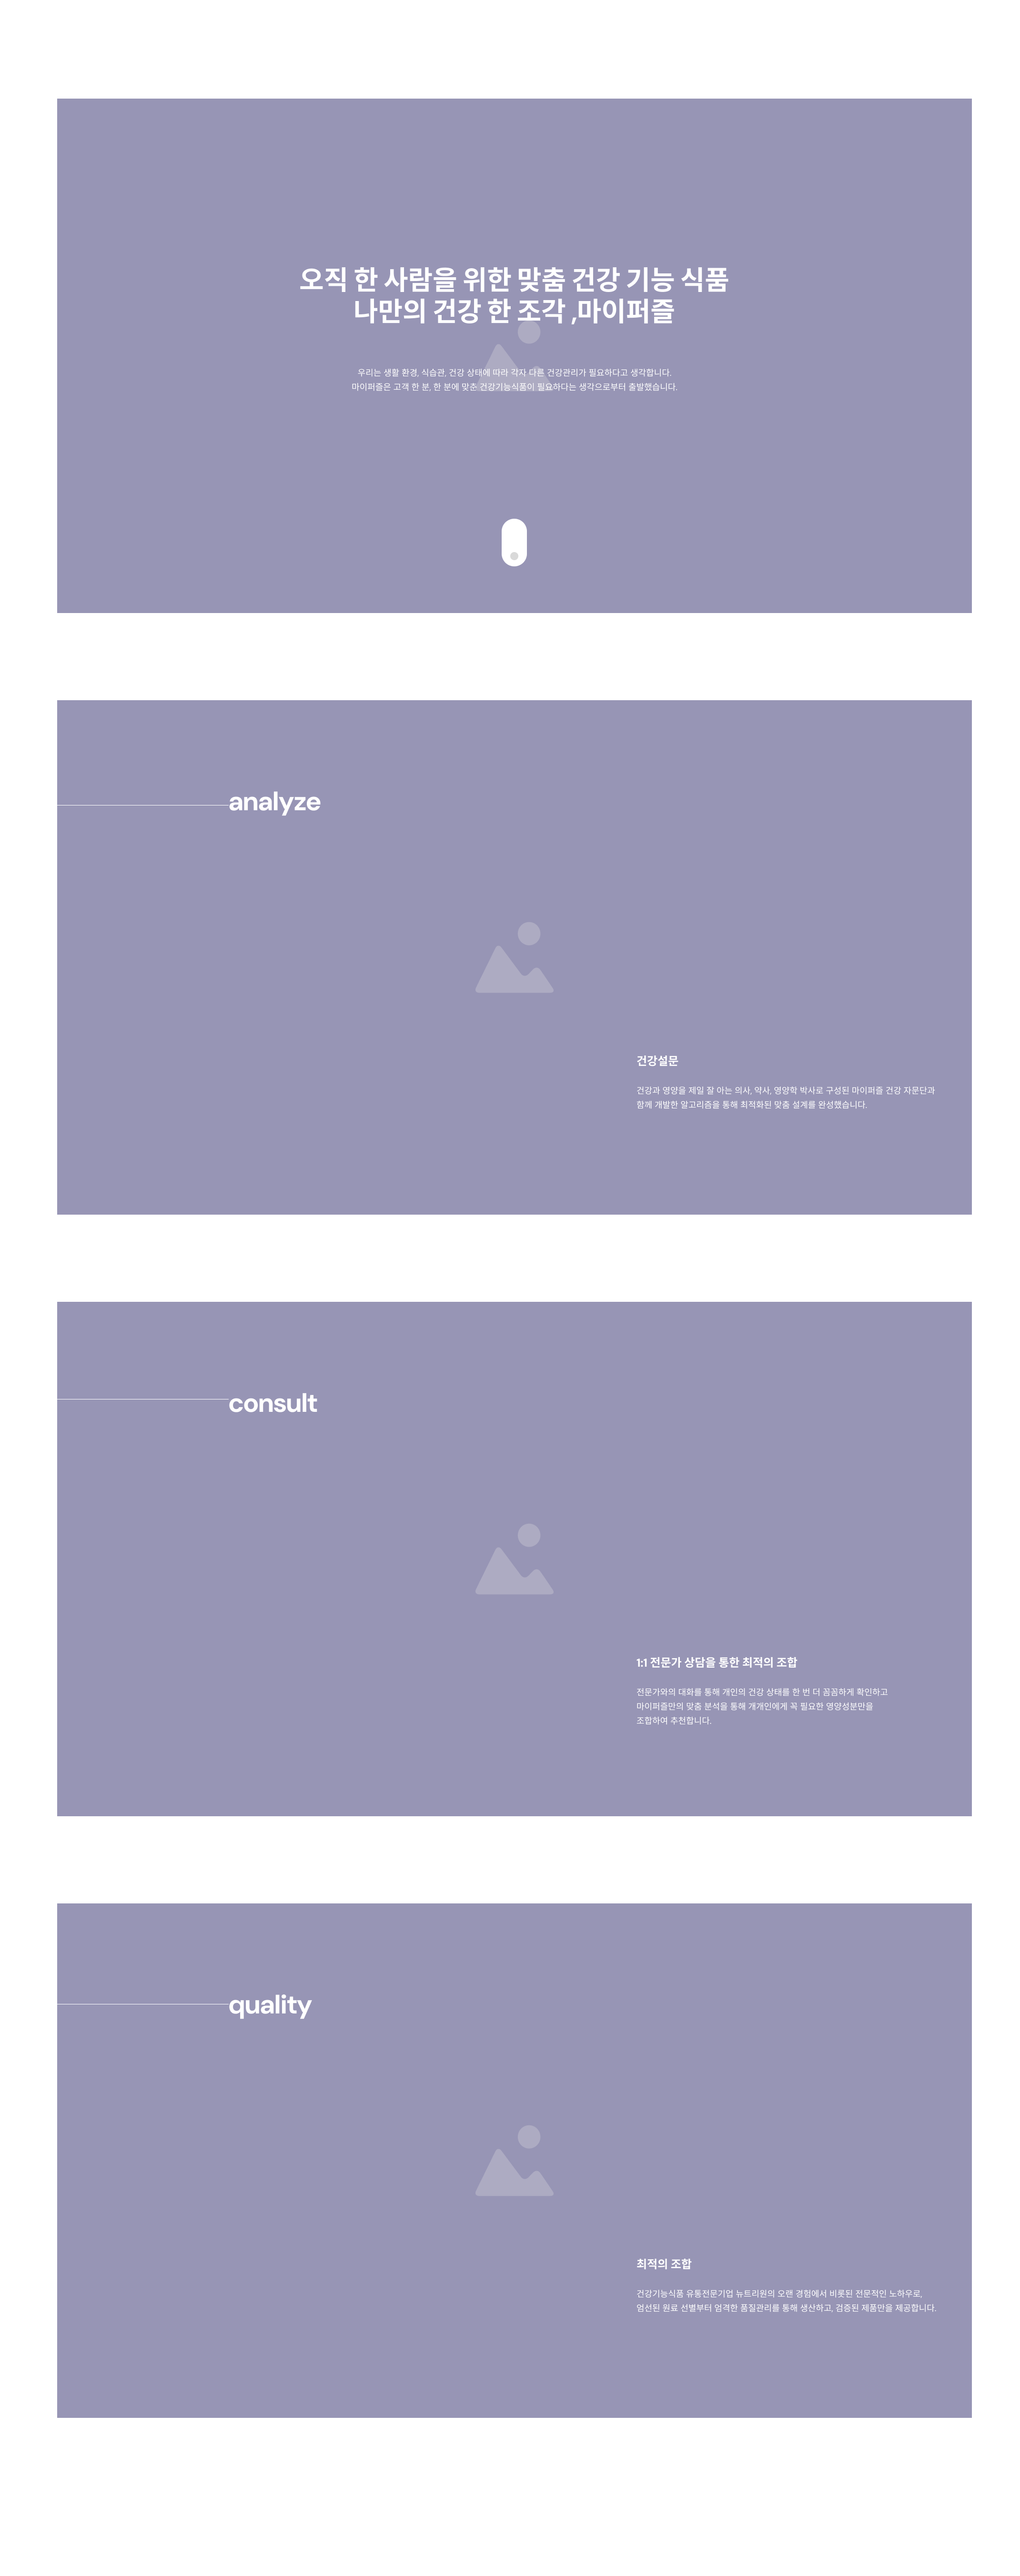 오직 한 사람을 위한 맞춤 건강 기능 식품
나만의 건강 한 조각 ,마이퍼즐
우리는 생활 환경, 식습관, 건강 상태에 따라 각자 다른 건강관리가 필요하다고 생각합니다.
마이퍼즐은 고객 한 분, 한 분에 맞춘 건강기능식품이 필요하다는 생각으로부터 출발했습니다.
analyze
건강설문
건강과 영양을 제일 잘 아는 의사, 약사, 영양학 박사로 구성된 마이퍼즐 건강 자문단과
함께 개발한 알고리즘을 통해 최적화된 맞춤 설계를 완성했습니다.
consult
1:1 전문가 상담을 통한 최적의 조합
전문가와의 대화를 통해 개인의 건강 상태를 한 번 더 꼼꼼하게 확인하고
마이퍼즐만의 맞춤 분석을 통해 개개인에게 꼭 필요한 영양성분만을
조합하여 추천합니다.
quality
최적의 조합
건강기능식품 유통전문기업 뉴트리원의 오랜 경험에서 비롯된 전문적인 노하우로,
엄선된 원료 선별부터 엄격한 품질관리를 통해 생산하고, 검증된 제품만을 제공합니다.